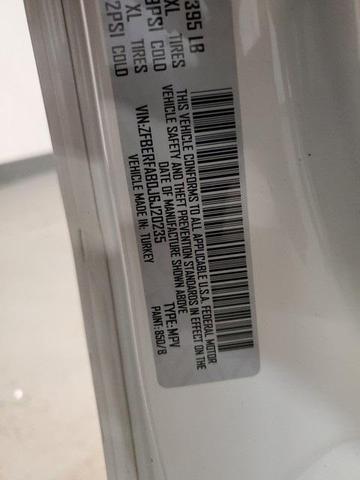 395 LB
XL TIRES
3PSI COLD
XL TIRES
2PSI COLD
THIS VEHICLE CONFORMS TO ALL APPLICABLE U.S.A. FEDERAL MOTOR
VEHICLE SAFETY AND THEFT PREVENTION STANDARDS IN EFFECT ON THE
DATE OF MANUFACTURE SHOWN ABOVE
VIN:ZFBERFAB0J6J20235 TYPE:MPV
VEHICLE MADE IN: TURKEY PAINT:850/B